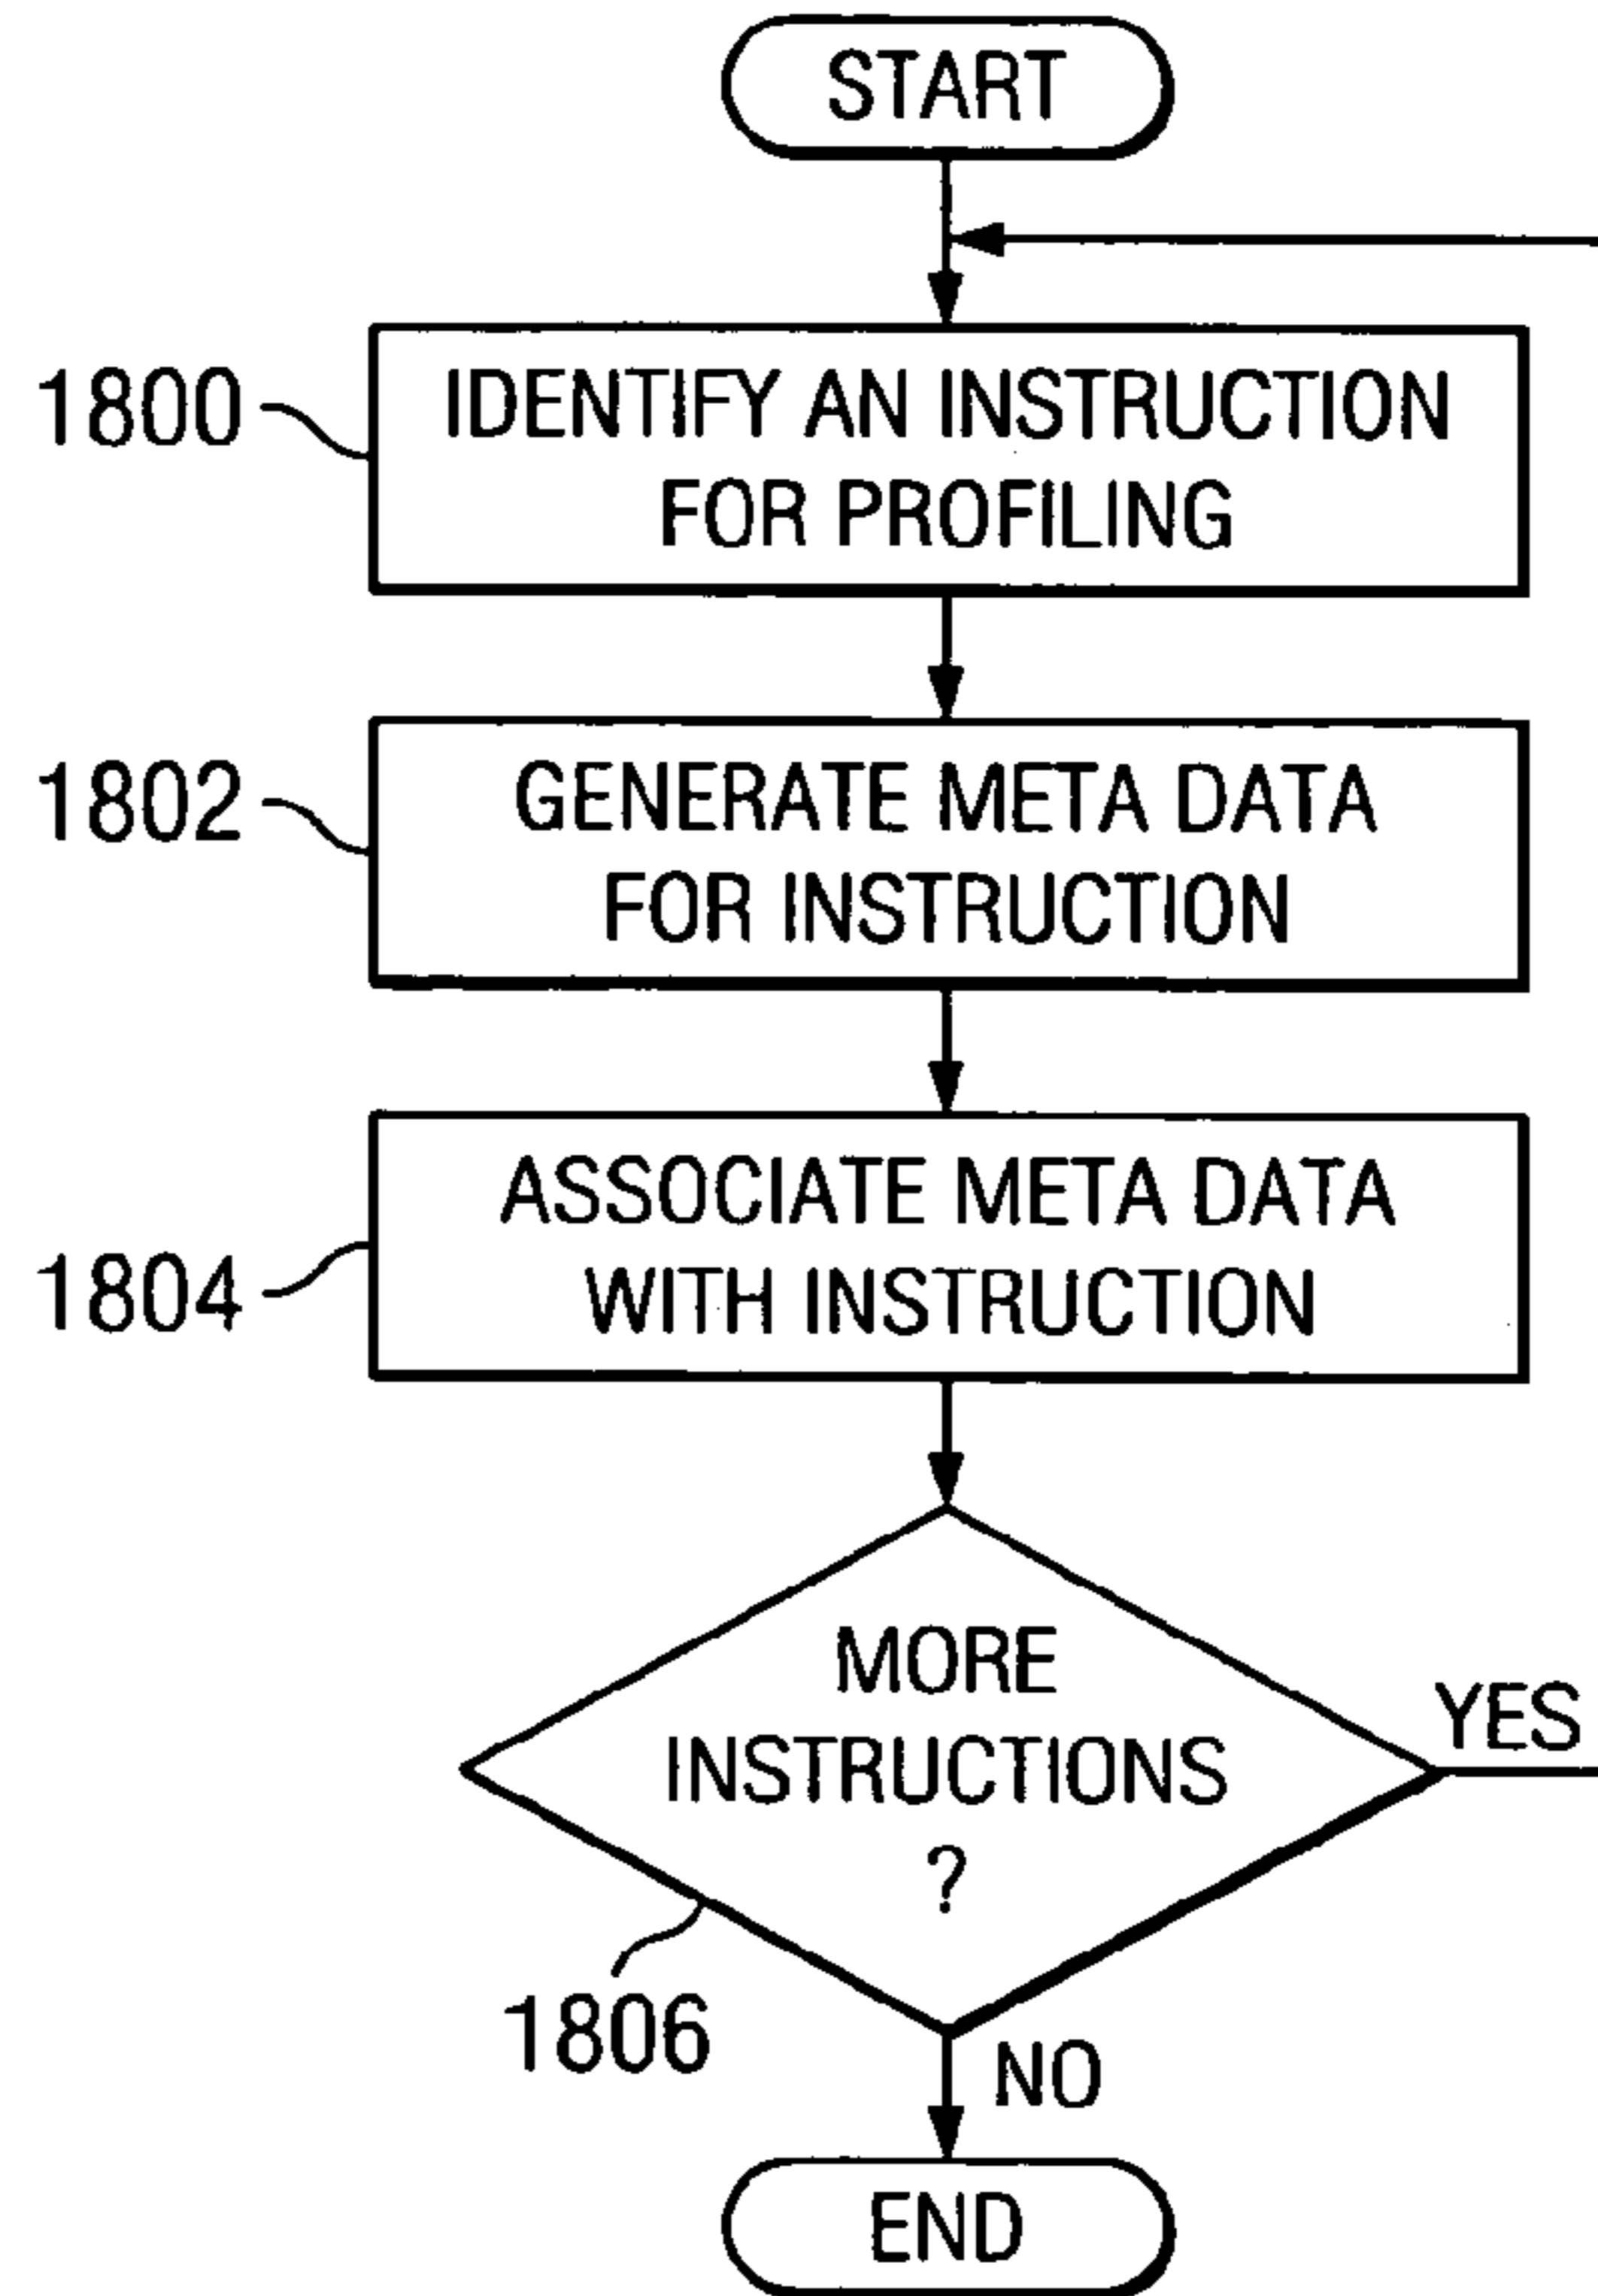 START
1800
IDENTIFY AN INSTRUCTION
FOR PROFILING
1802
GENERATE META DATA
FOR INSTRUCTION
1804
ASSOCIATE META DATA
WITH INSTRUCTION
MORE
INSTRUCTIONS
?
YES
1806
NO
END